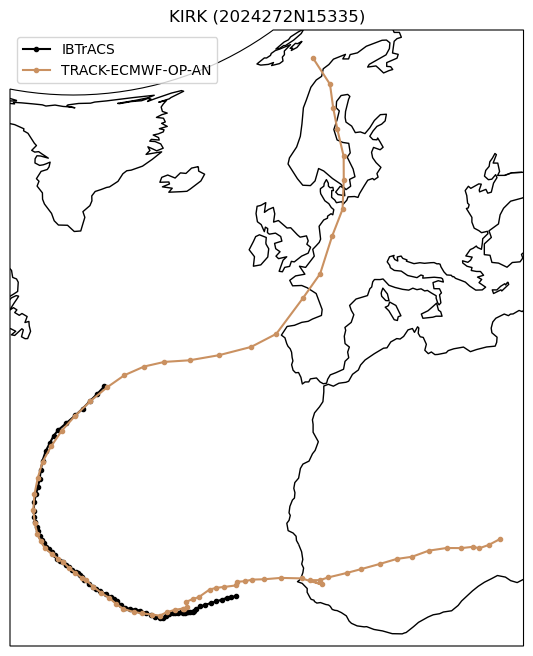 KIRK (2024272N15335)
IBTrACS
TRACK-ECMWF-OP-AN